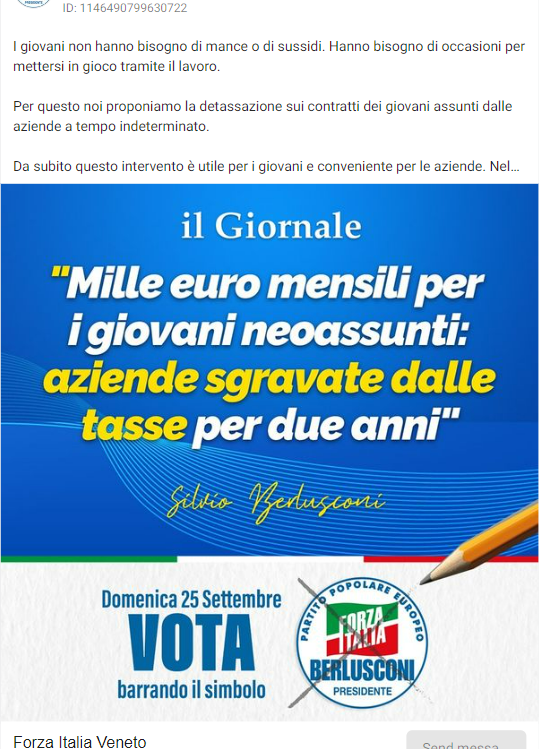 ID: 1146490799630722
I giovani non hanno bisogno di mance o di sussidi. Hanno bisogno di occasioni per
mettersi in gioco tramite il lavoro.
Per questo noi proponiamo la detassazione sui contratti dei giovani assunti dalle
aziende a tempo indeterminato.
Da subito questo intervento è utile per i giovani e conveniente per le aziende. Nel...
il Giornale
"Mille euro mensili per
i giovani neoassunti:
aziende sgravate dalle
tasse per due anni"
Silvio Berlusconi
Domenica 25 Settembre
VOTA
barrando il simbolo
PARTITO POPOLARE EUROPEO
FORZA
ITALIA
BERLUSCONI
PRESIDENTE
Forza Italia Veneto
Send messa...